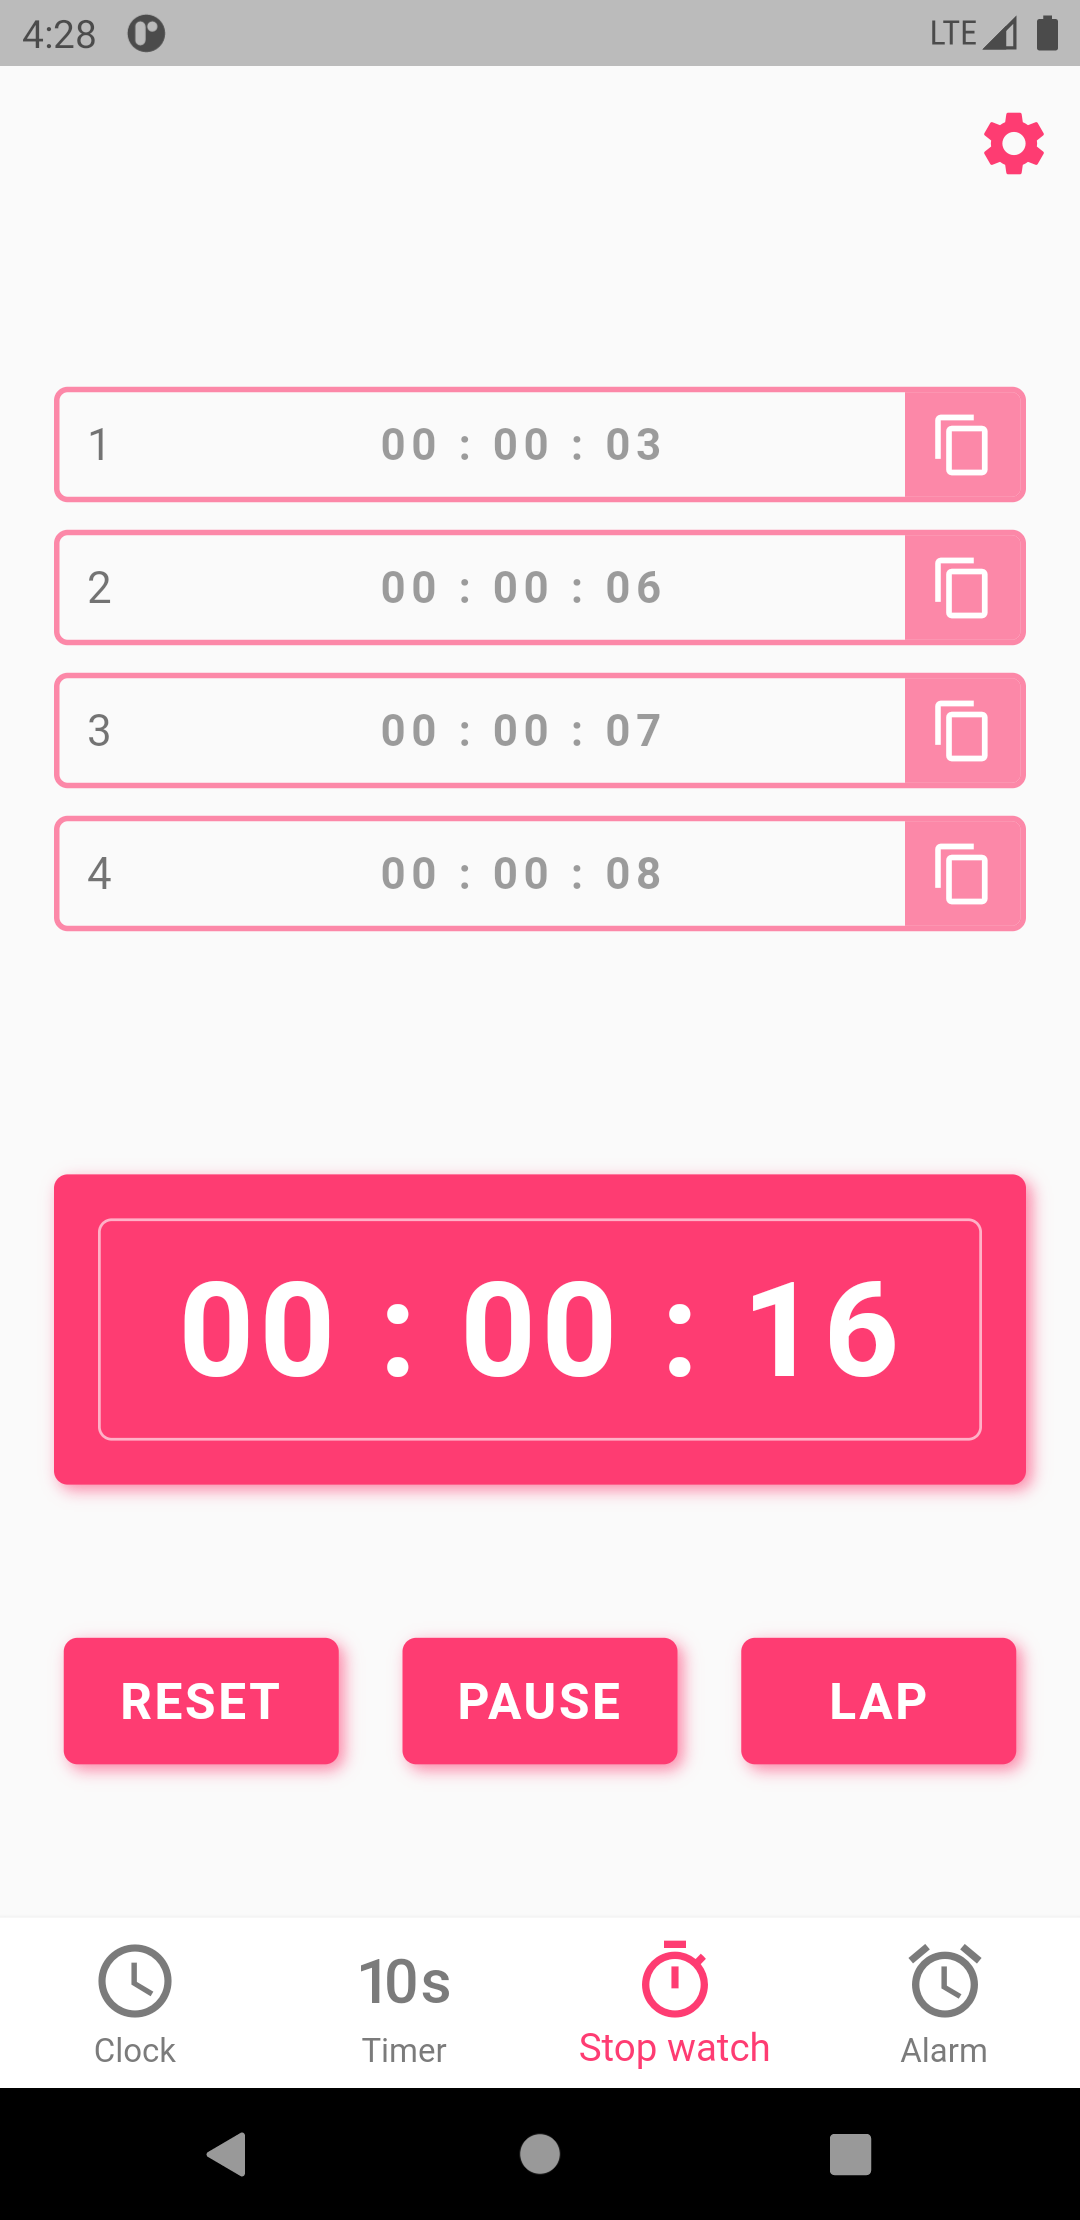 4:28 LTE
1 00 : 00 : 03
2 00 : 00 : 06
3 00 : 00 : 07
4 00 : 00 : 08
00 : 00 : 16
RESET PAUSE LAP
10s
Clock Timer Stop watch Alarm